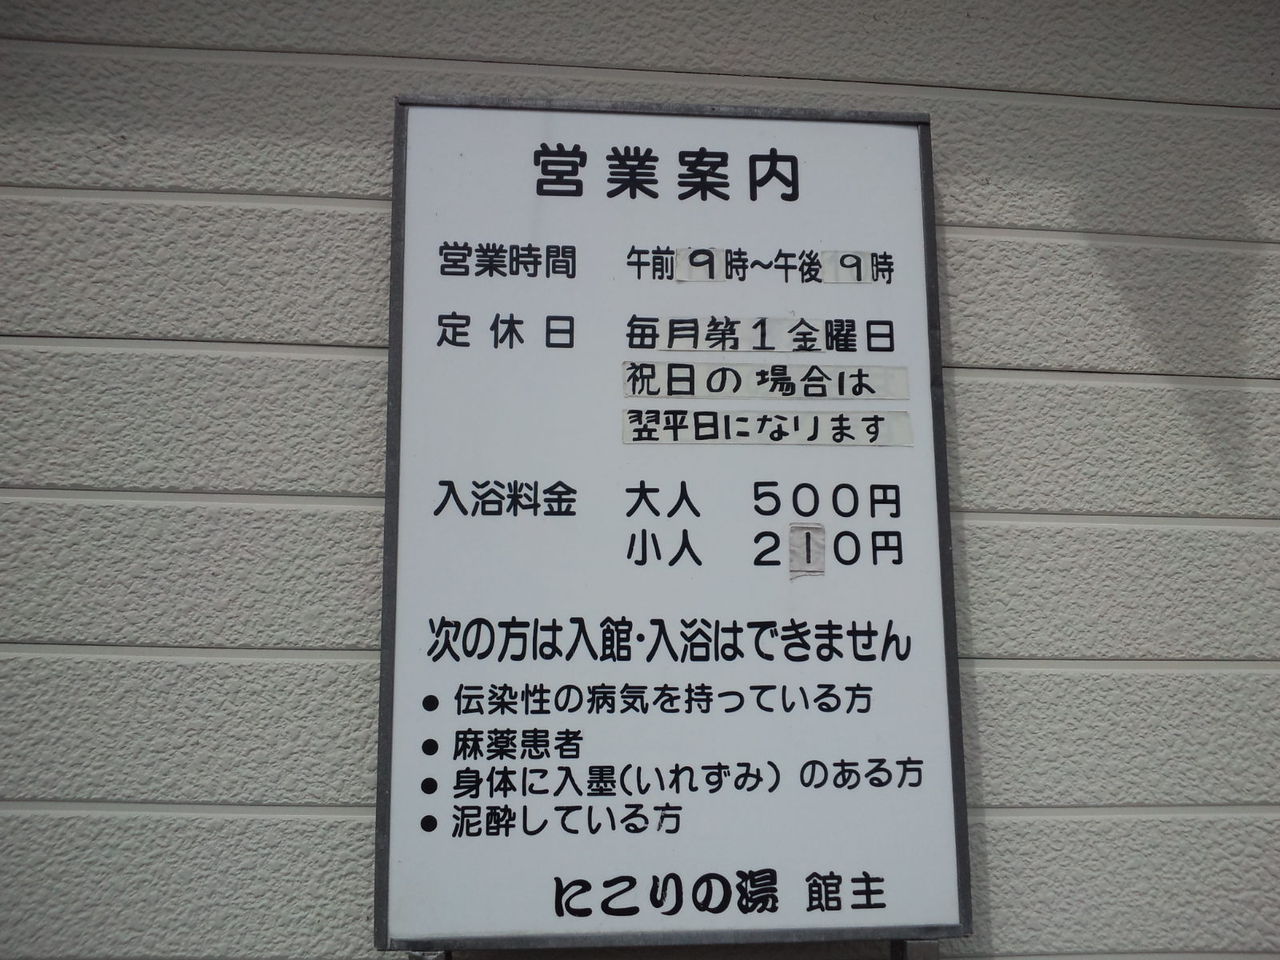 営業案内
営業時間 午前9時～午後9時
定休日 毎月第1金曜日
祝日の場合は
翌平日になります
入浴料金 大人 500円
小人 210円
次の方は入館・入浴はできません
● 伝染性の病気を持っている方
● 麻薬患者
● 身体に入墨(いれずみ)のある方
● 泥酔している方
にこりの湯 館主